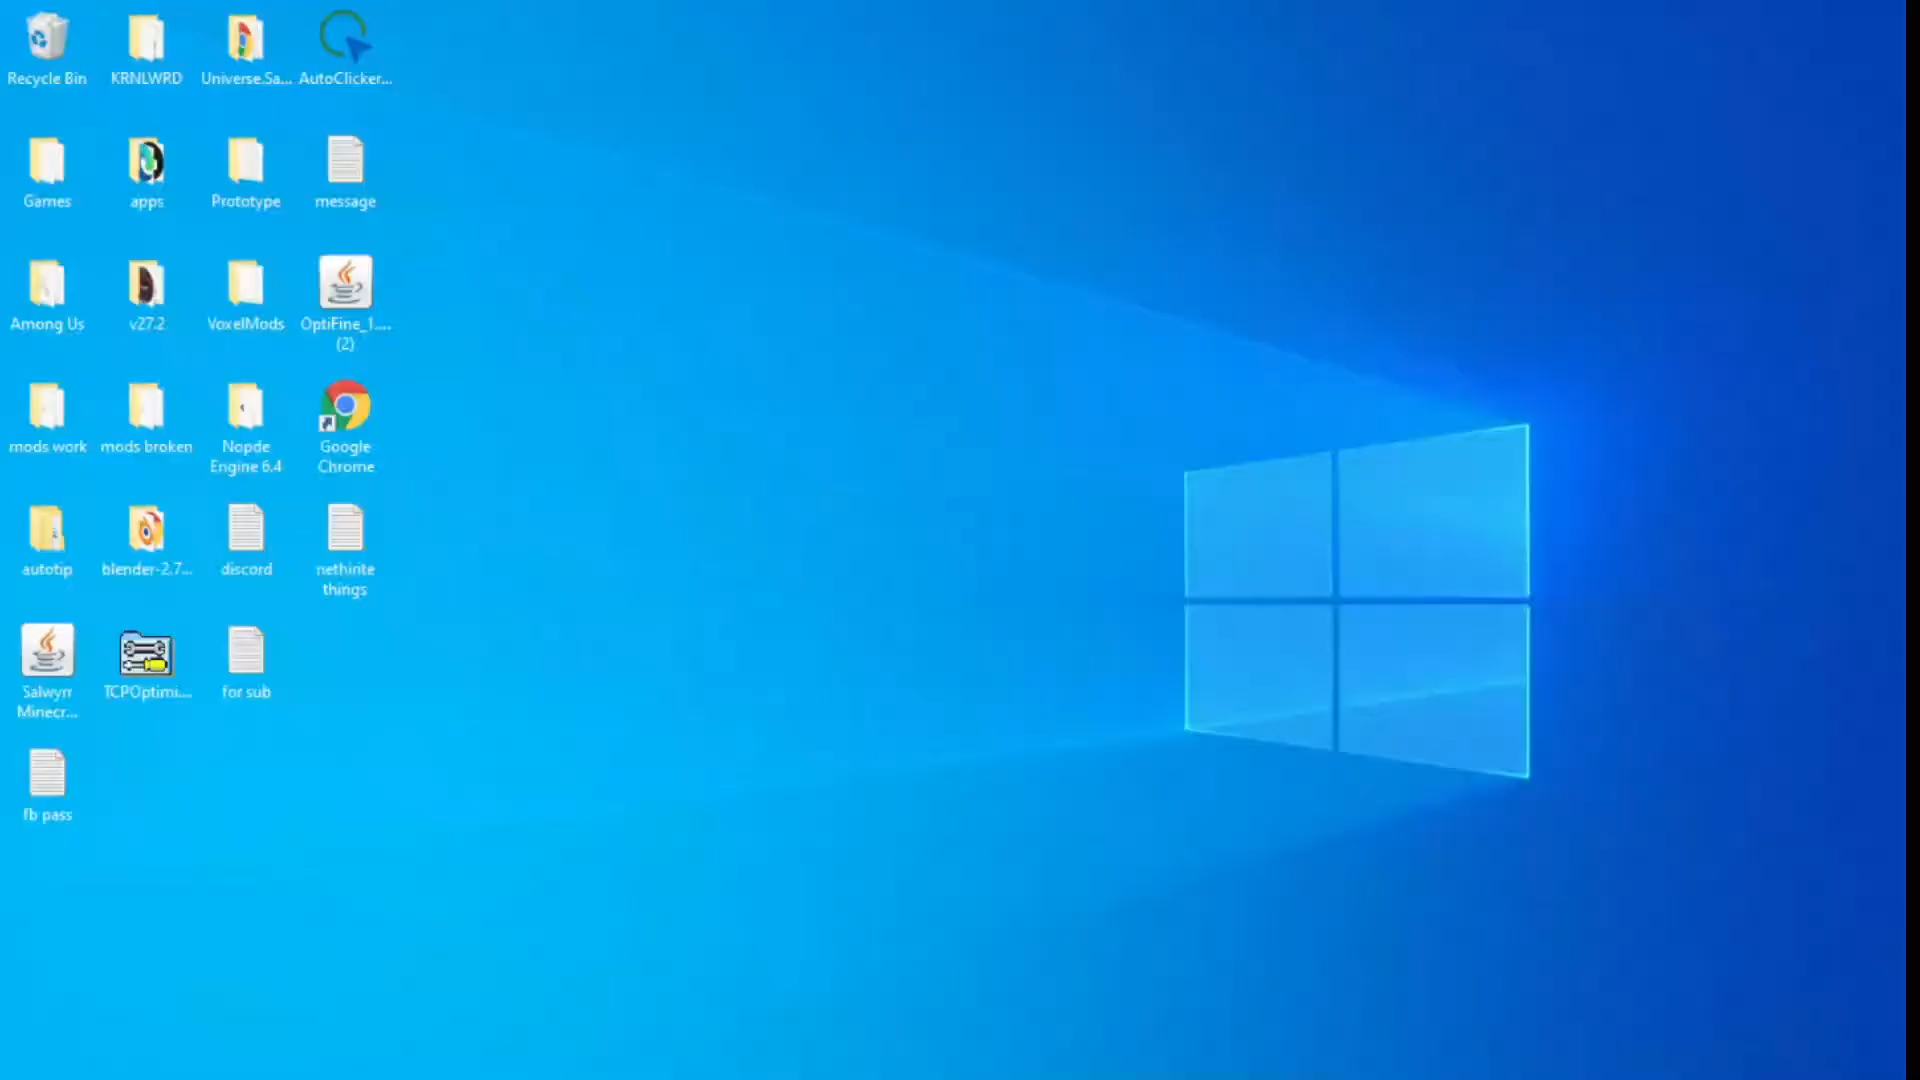 Recycle Bin
KRNLWRD
Universe.Sa...
AutoClicker...
Games
apps
Prototype
message
Among Us
v27.2
VoxelMods
OptiFine_1....
(2)
mods work
mods broken
Nopde
Engine 6.4
Google
Chrome
autotip
blender-2.7...
discord
nethirite
things
Salwyrr
Minecr...
TCPOptimi...
for sub
fb pass